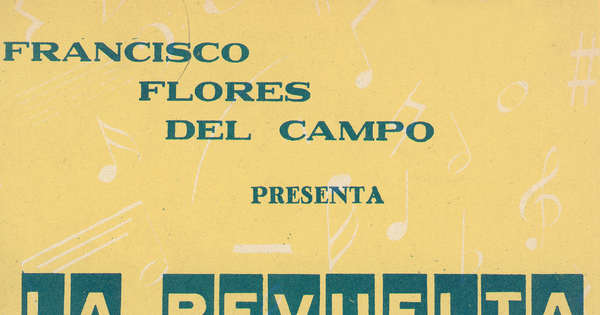 FRANCISCO
FLORES
DEL CAMPO
PRESENTA
LA REVUELTA